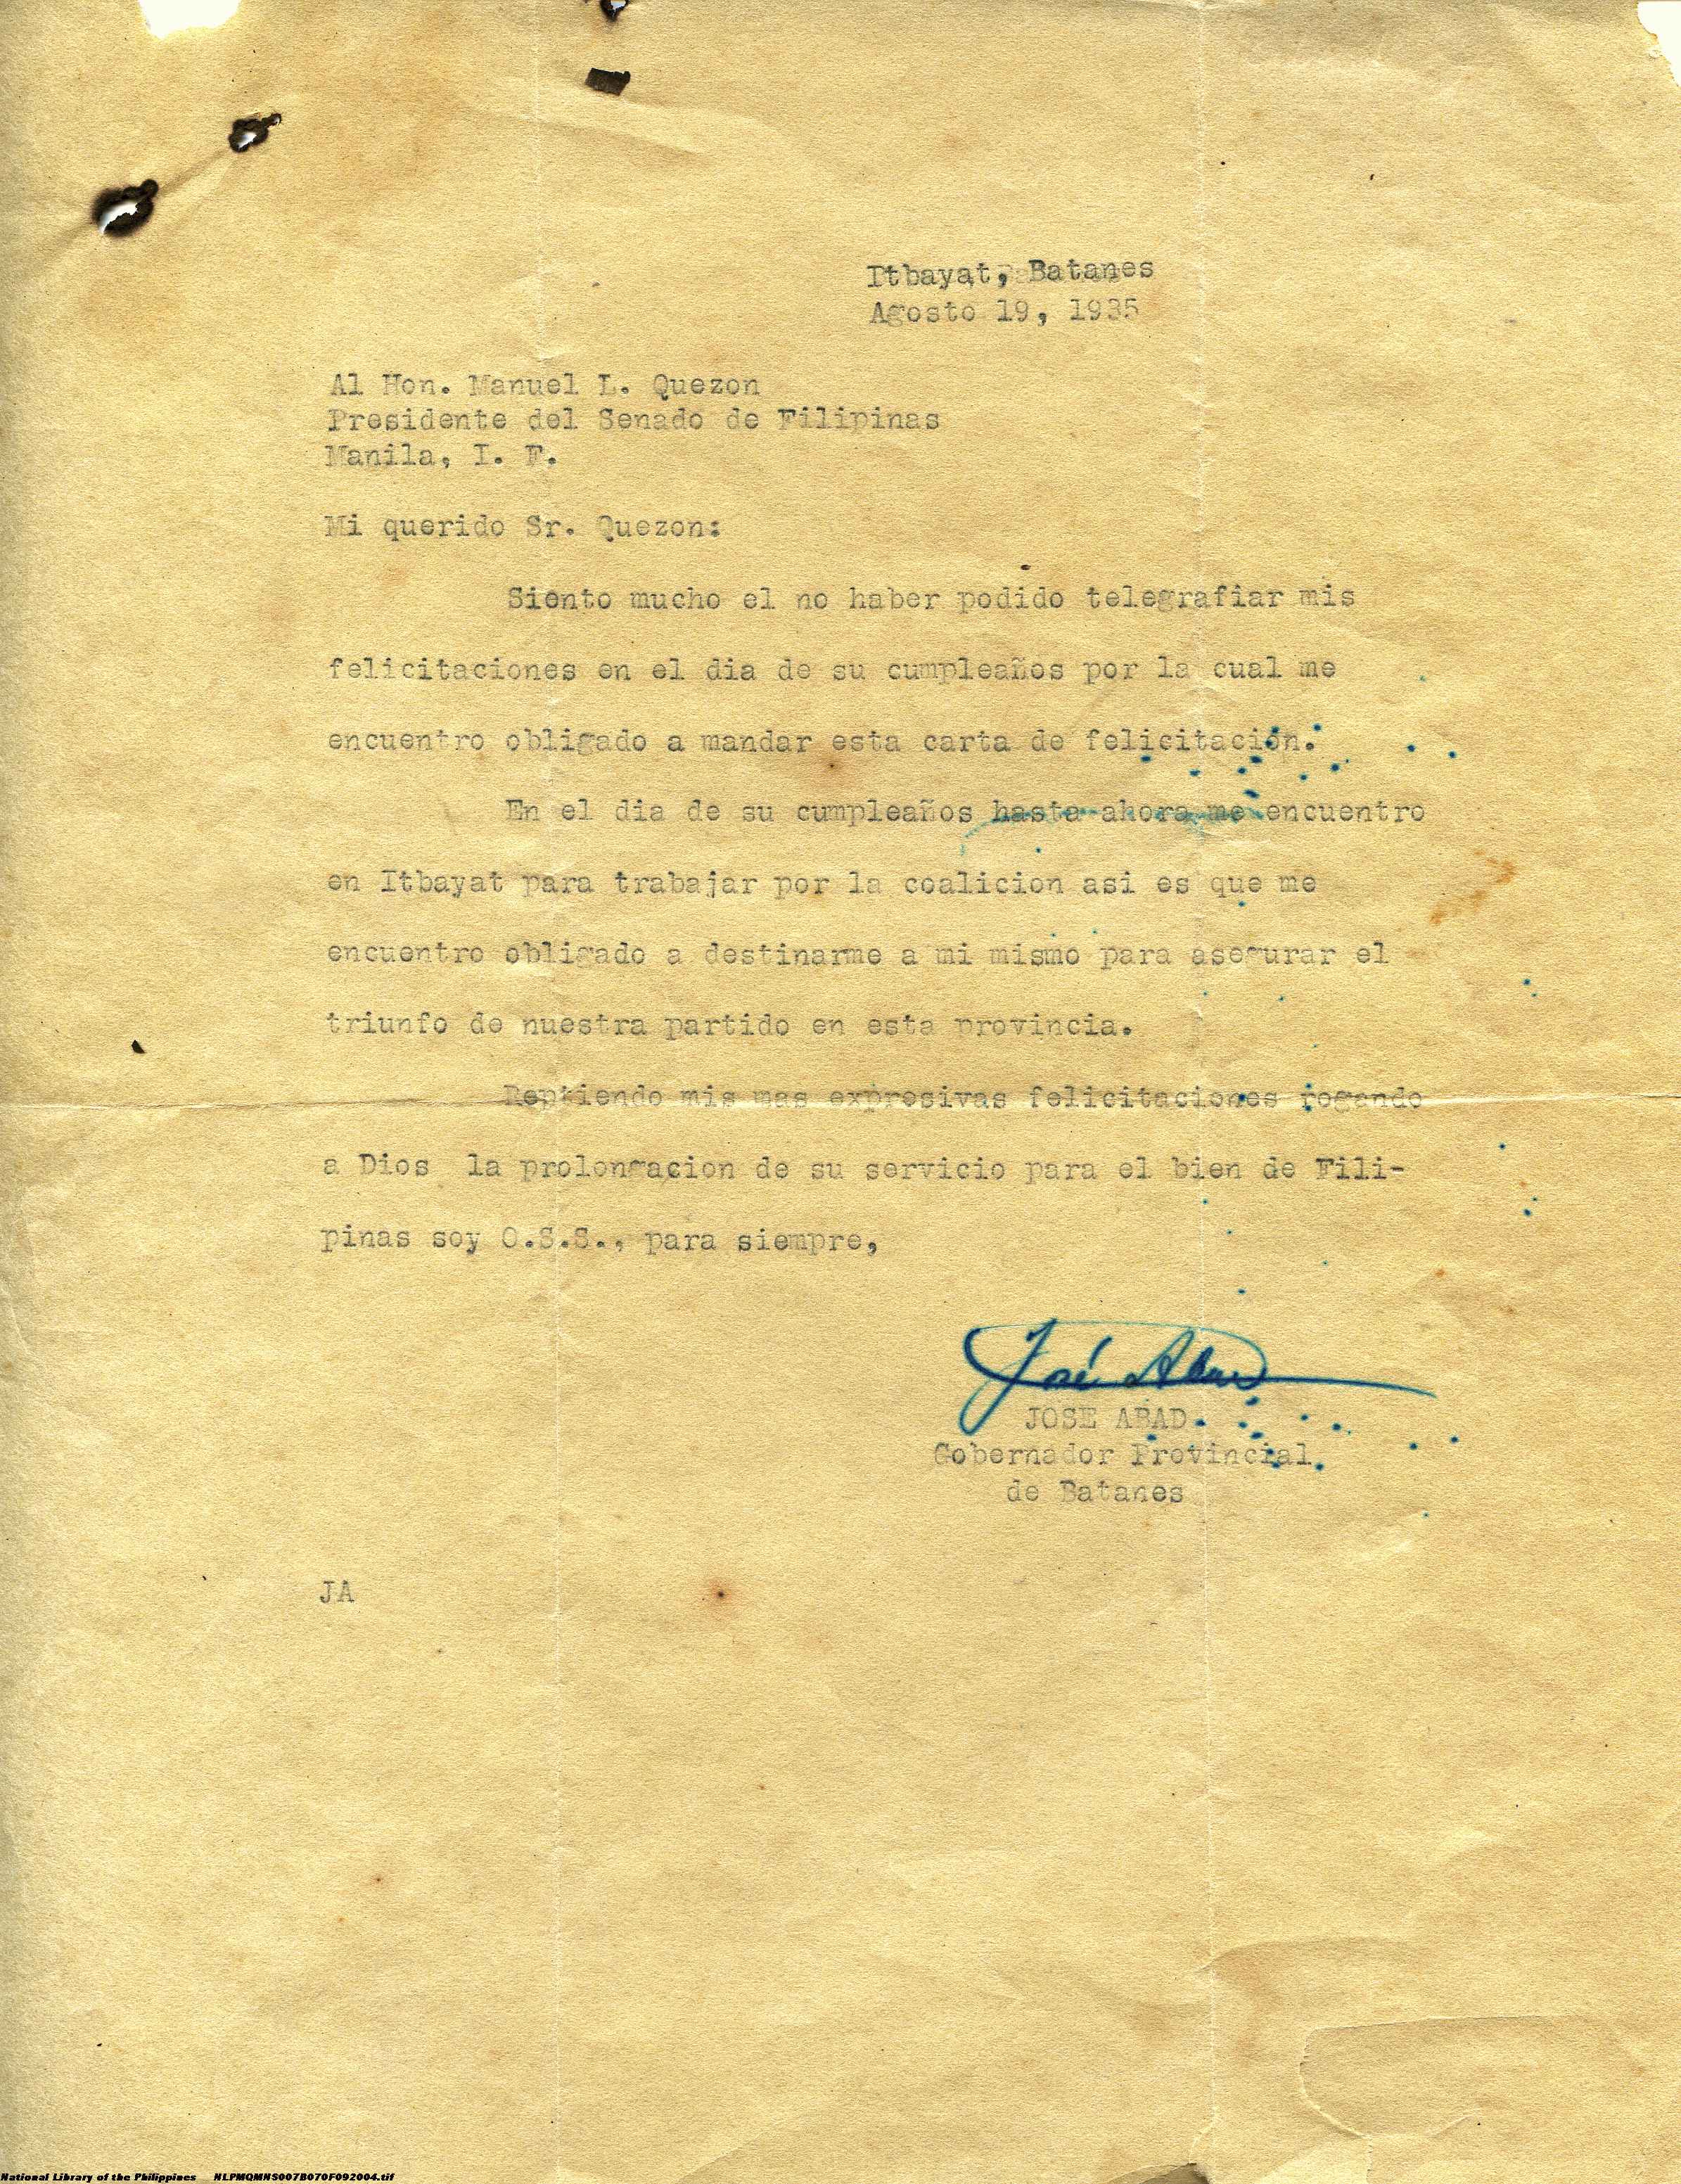 Itbayat, Batanes
Agosto 19, 1935
Al Hon. Manuel L. Quezon
Presidente del Senado de Filipinas
Manila, I. F.
Mi querido Sr. Quezon:
Siento mucho el no haber podido telegrafiar mis
felicitaciones en el dia de su cumpleaños por la cual me
encuentro obligado a mandar esta carta de felicitación.
En el dia de su cumpleaños hasta ahora me encuentro
en Itbayat para trabajar por la coalicion asi es que me
encuentro obligado a destinarme a mi mismo para asegurar el
triunfo de nuestra partido en esta provincia.
Reptiendo mis mas expresivas felicitaciones rogando
a Dios la prolongacion de su servicio para el bien de Fili-
pinas soy O.S.S., para siempre,
José Abad
JOSE ABAD.
Gobernador Provincial.
de Batanes
JA
National Library of the Philippines NLPMQMNS007B070F092004.tif